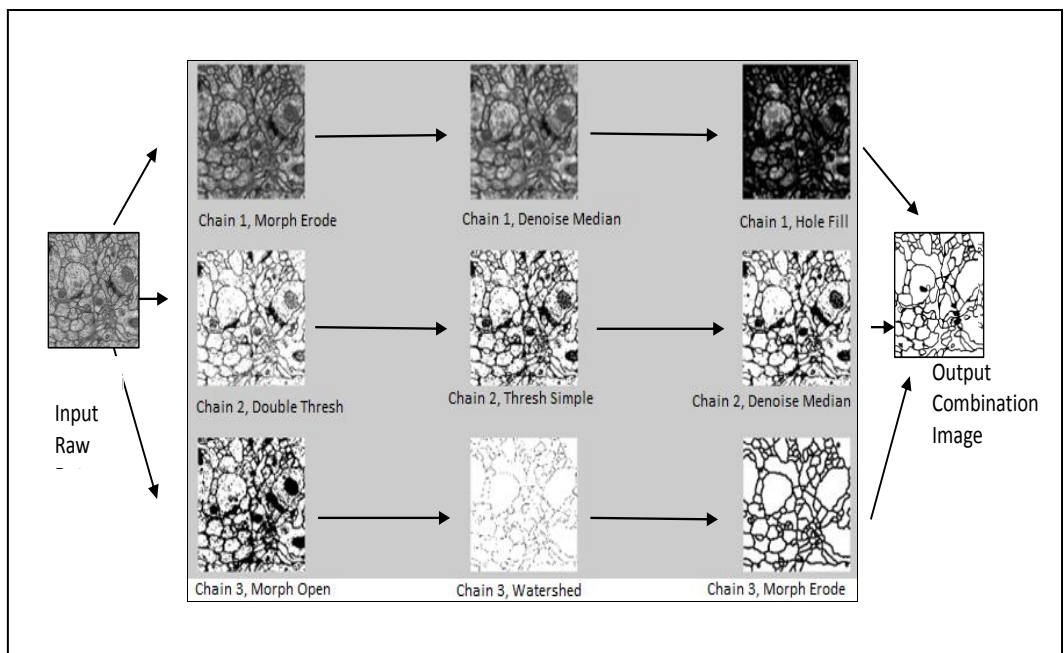 Chain 1, Morph Erode
Chain 1, Denoise Median
Chain 1, Hole Fill
Input
Raw
Chain 2, Double Thresh
Chain 2, Thresh Simple
Chain 2, Denoise Median
Output
Combination
Image
Chain 3, Morph Open
Chain 3, Watershed
Chain 3, Morph Erode